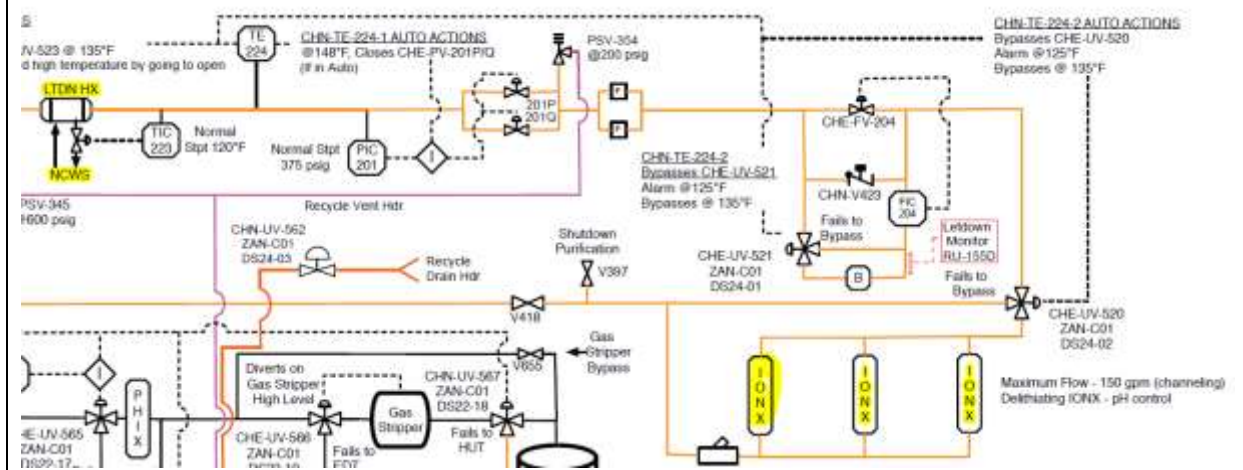 CHN-TE-224-2 AUTO ACTIONS
Bypasses CHE-UV-520
Alarm @125°F
Bypasses @ 135°F
TE
224
CHN-TE-224-1 AUTO ACTIONS
@148°F, Closes CHE-PV-201P/Q
(If in Auto)
PSV-354
@200 psig
V-523 @ 135°F
d high temperature by going to open
LTDN HX
201P
201Q
F
F
CHE-FV-204
TIC
223
Normal
Stpt 120°F
Normal Stpt
375 psig
PIC
201
I
NCWS
CHN-TE-224-2
Bypasses CHE-UV-521
Alarm @125°F
Bypasses @ 135°F
CHN-V423
FIC
204
PSV-345
600 psig
Recycle Vent Hdr
Fails to
Bypass
Letdown
Monitor
RU-155D
CHN-UV-562
ZAN-C01
DS24-03
Shutdown
Purification
V397
Recycle
Drain Hdr
CHE-UV-521
ZAN-C01
DS24-01
B
Fails to
Bypass
V418
CHE-UV-520
ZAN-C01
DS24-02
Gas
Stripper
Bypass
V655
I
PHIX
Diverts on
Gas Stripper
High Level
CHN-UV-567
ZAN-C01
DS22-18
Gas
Stripper
Fails to
HUT
IONX
IONX
IONX
Maximum Flow - 150 gpm (channeling)
Delithiating IONX - pH control
HE-UV-565
ZAN-C01
DS22-17
CHE-UV-566
ZAN-C01
Fails to